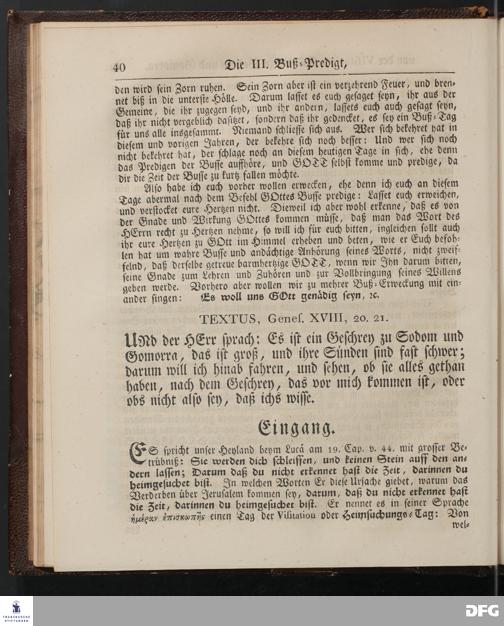 40 Die III. Buß-Predigt,
den wird sein Zorn ruhen. Sein Zorn aber ist ein verzehrend Feuer, und bren-
net biß in die unterste Hölle. Darum lasset es euch gesaget seyn, ihr aus der
Gemeine, die ihr zugegen seyd, und ihr andern, lassets euch auch gesagt seyn,
daß ihr nicht vergeblich dasitzet, sondern daß ihr gedencket, es sey ein Buß-Tag
für uns alle insgesammt. Niemand schliesse sich aus. Wer sich bekehret hat in
diesem und vorigen Jahren, der bekehre sich noch besser: Und wer sich noch
nicht bekehret hat, der schlage noch an diesem heutigen Tage in sich, ehe denn
das Predigen der Busse auffhöre, und GOTT selbst komme und predige, da
dir die Zeit der Busse zu kurtz fallen möchte.
Also habe ich euch vorher wollen erwecken, ehe denn ich euch an diesem
Tage abermal nach dem Befehl GOttes Busse predige: Lasset euch erweichen,
und verstocket eure Hertzen nicht. Dieweil ich aber wohl erkenne, daß es von
der Gnade und Wirkung GOttes kommen müsse, daß man das Wort des
HErrn recht zu Hertzen nehme, so will ich für euch bitten, ingleichen sollt auch
ihr eure Hertzen zu GOtt im Himmel erheben und beten, wie er Euch befoh-
len hat um wahre Busse und andächtige Anhörung seines Worts, nicht zweif-
felnd, daß derselbe getreue barmhertzige GOTT, wenn wir Ihn darum bitten,
seine Gnade zum Lehren und Zuhören und zur Vollbringung seines Willens
geben werde. Vorhero aber wollen wir zu mehrer Buß-Erweckung mit ein-
ander singen: Es woll uns GOtt genädig seyn, ꝛc.
TEXTUS, Genes. XVIII, 20. 21.
UNd der HErr sprach: Es ist ein Geschrey zu Sodom und
Gomorra, das ist groß, und ihre Sünden sind fast schwer;
darum will ich hinab fahren, und sehen, ob sie alles gethan
haben, nach dem Geschrey, das vor mich kommen ist, oder
obs nicht also sey, daß ichs wisse.
Eingang.
ES spricht unser Heyland beym Lucä am 19. Cap. v. 44. mit grosser Be-
trübniß: Sie werden dich schleiffen, und keinen Stein auff den an-
dern lassen; Darum daß du nicht erkennet hast die Zeit, darinnen du
heimgesuchet bist. In welchen Worten Er diese Ursache giebet, warum das
Verderben über Jerusalem kommen sey, darum, daß du nicht erkennet hast
die Zeit, darinnen du heimgesuchet bist. Er nennet es in seiner Sprache
ἡμέραν ἐπισκοπῆς einen Tag der Visitation oder Heimsuchungs-Tag: Von
wel-
FRANCKESCHE STIFTUNGEN
DFG